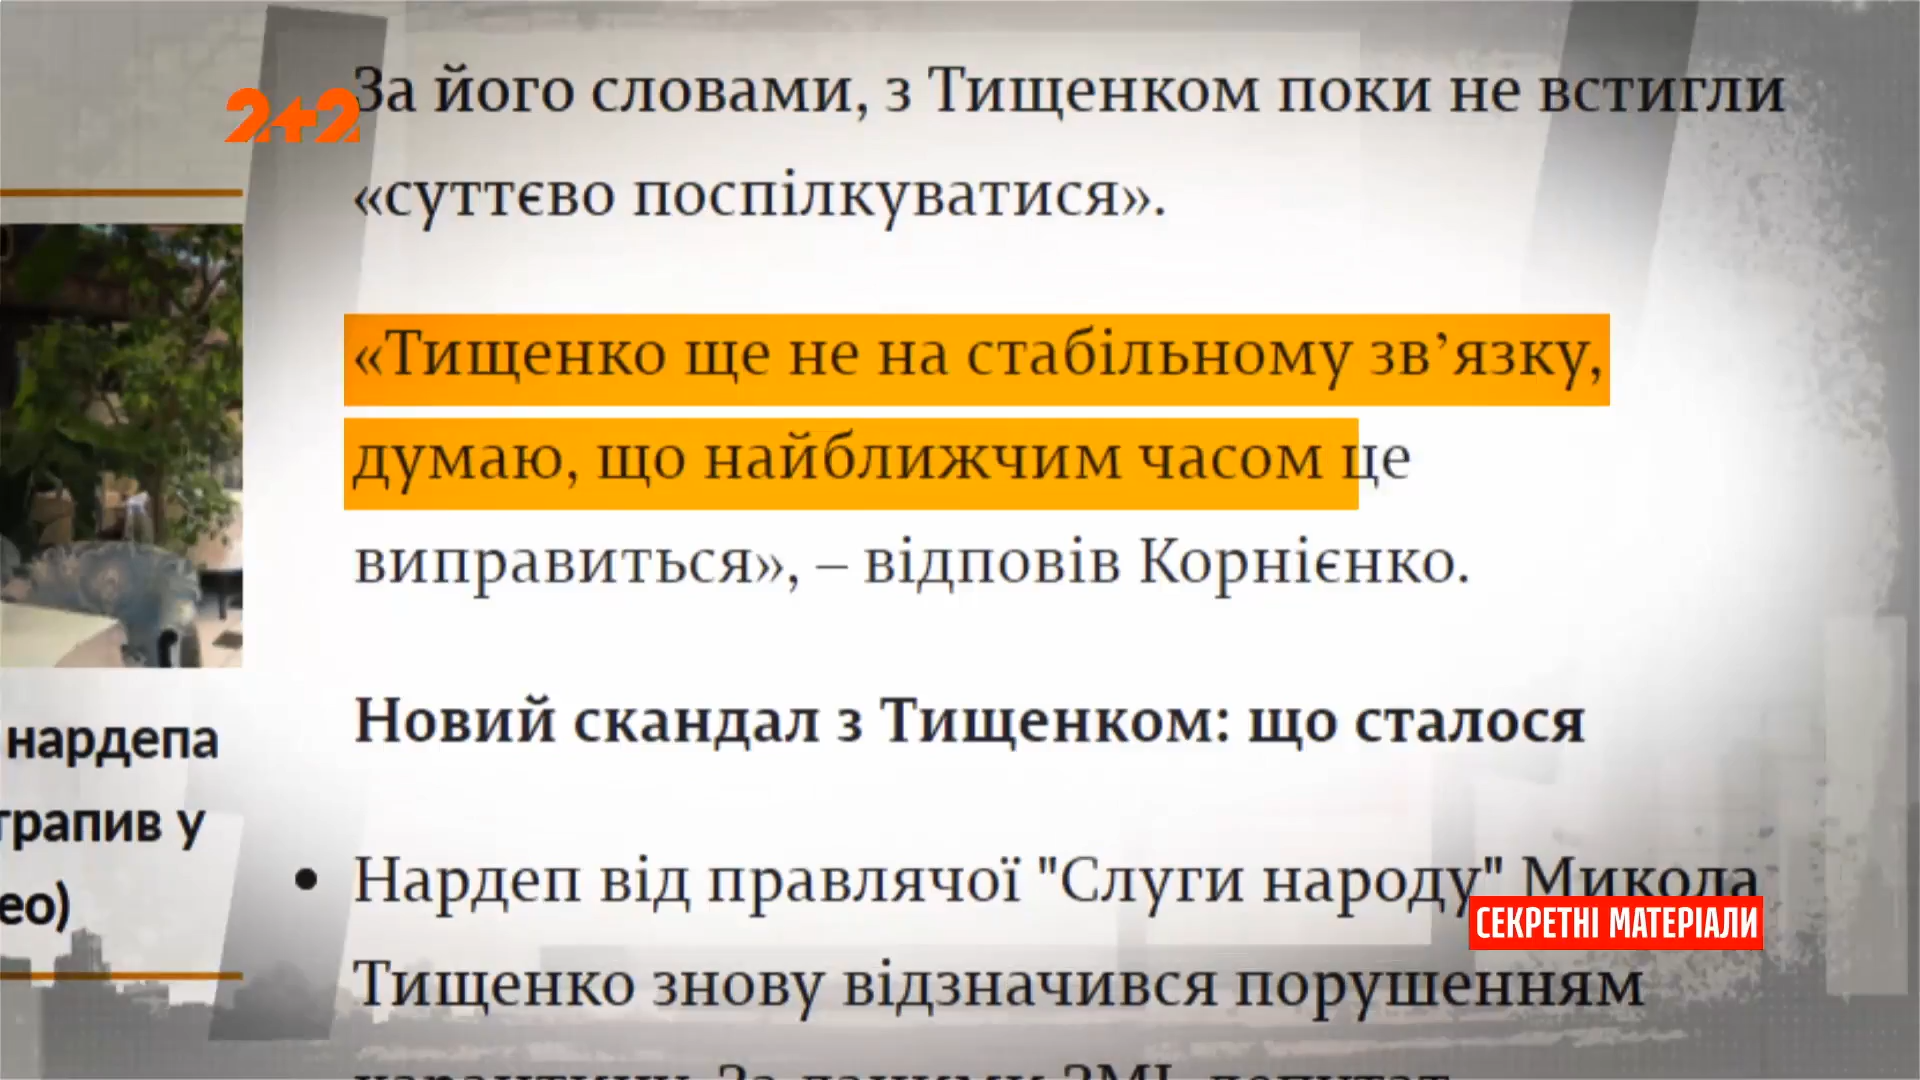 2+2
За його словами, з Тищенком поки не встигли
«суттєво поспілкуватися».
«Тищенко ще не на стабільному зв’язку,
думаю, що найближчим часом це
виправиться», – відповів Корнієнко.
Новий скандал з Тищенком: що сталося
• Нардеп від правлячої "Слуги народу" Микола
Тищенко знову відзначився порушенням
нардепа
у
СЕКРЕТНІ МАТЕРІАЛИ